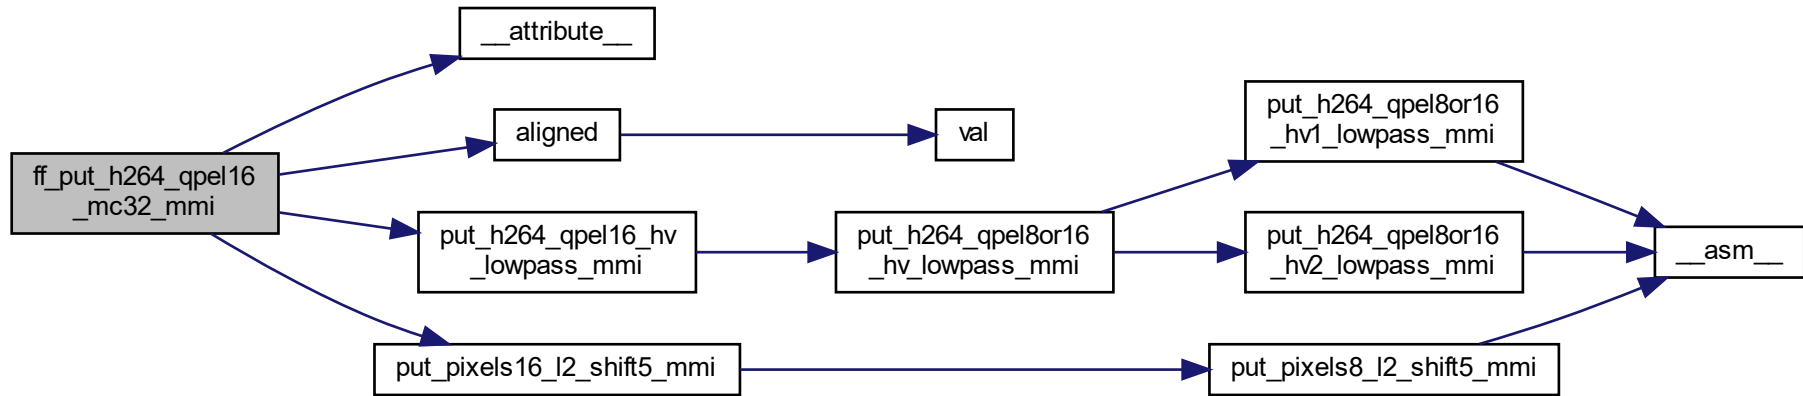 __attribute__
aligned
val
ff_put_h264_qpel16
_mc32_mmi
put_h264_qpel16_hv
_lowpass_mmi
put_h264_qpel8or16
_hv_lowpass_mmi
put_h264_qpel8or16
_hv1_lowpass_mmi
put_h264_qpel8or16
_hv2_lowpass_mmi
__asm__
put_pixels16_l2_shift5_mmi
put_pixels8_l2_shift5_mmi